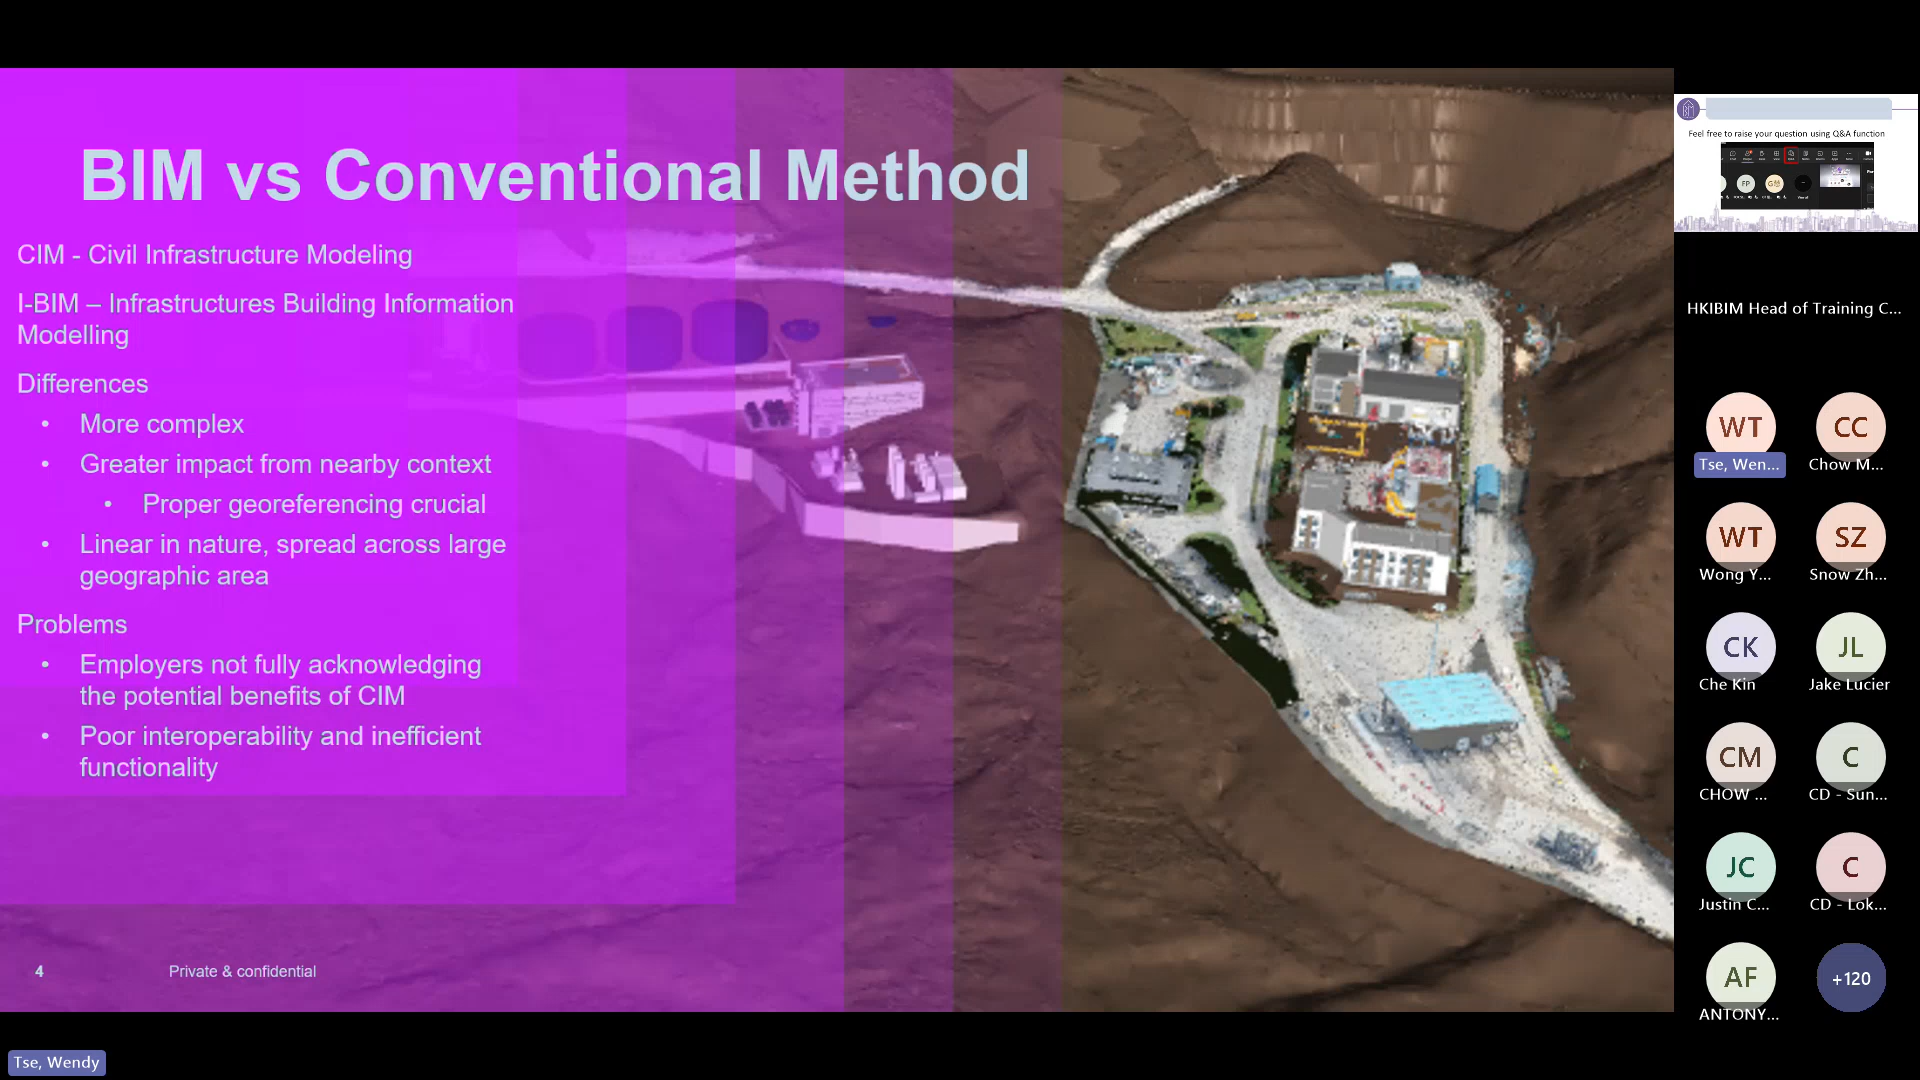 BIM vs Conventional Method
CIM - Civil Infrastructure Modeling
I-BIM – Infrastructures Building Information
Modelling
Differences
• More complex
• Greater impact from nearby context
• Proper georeferencing crucial
• Linear in nature, spread across large
geographic area
Problems
• Employers not fully acknowledging
the potential benefits of CIM
• Poor interoperability and inefficient
functionality
4
Private & confidential
Tse, Wendy
Feel free to raise your question using Q&A function
FP
HKIBIM Head of Training C...
WT
Tse, Wen...
CC
Chow M...
WT
Wong Y...
SZ
Snow Zh...
CK
Che Kin
JL
Jake Lucier
CM
CHOW ...
C
CD - Sun...
JC
Justin C...
C
CD - Lok...
AF
ANTONY...
+120